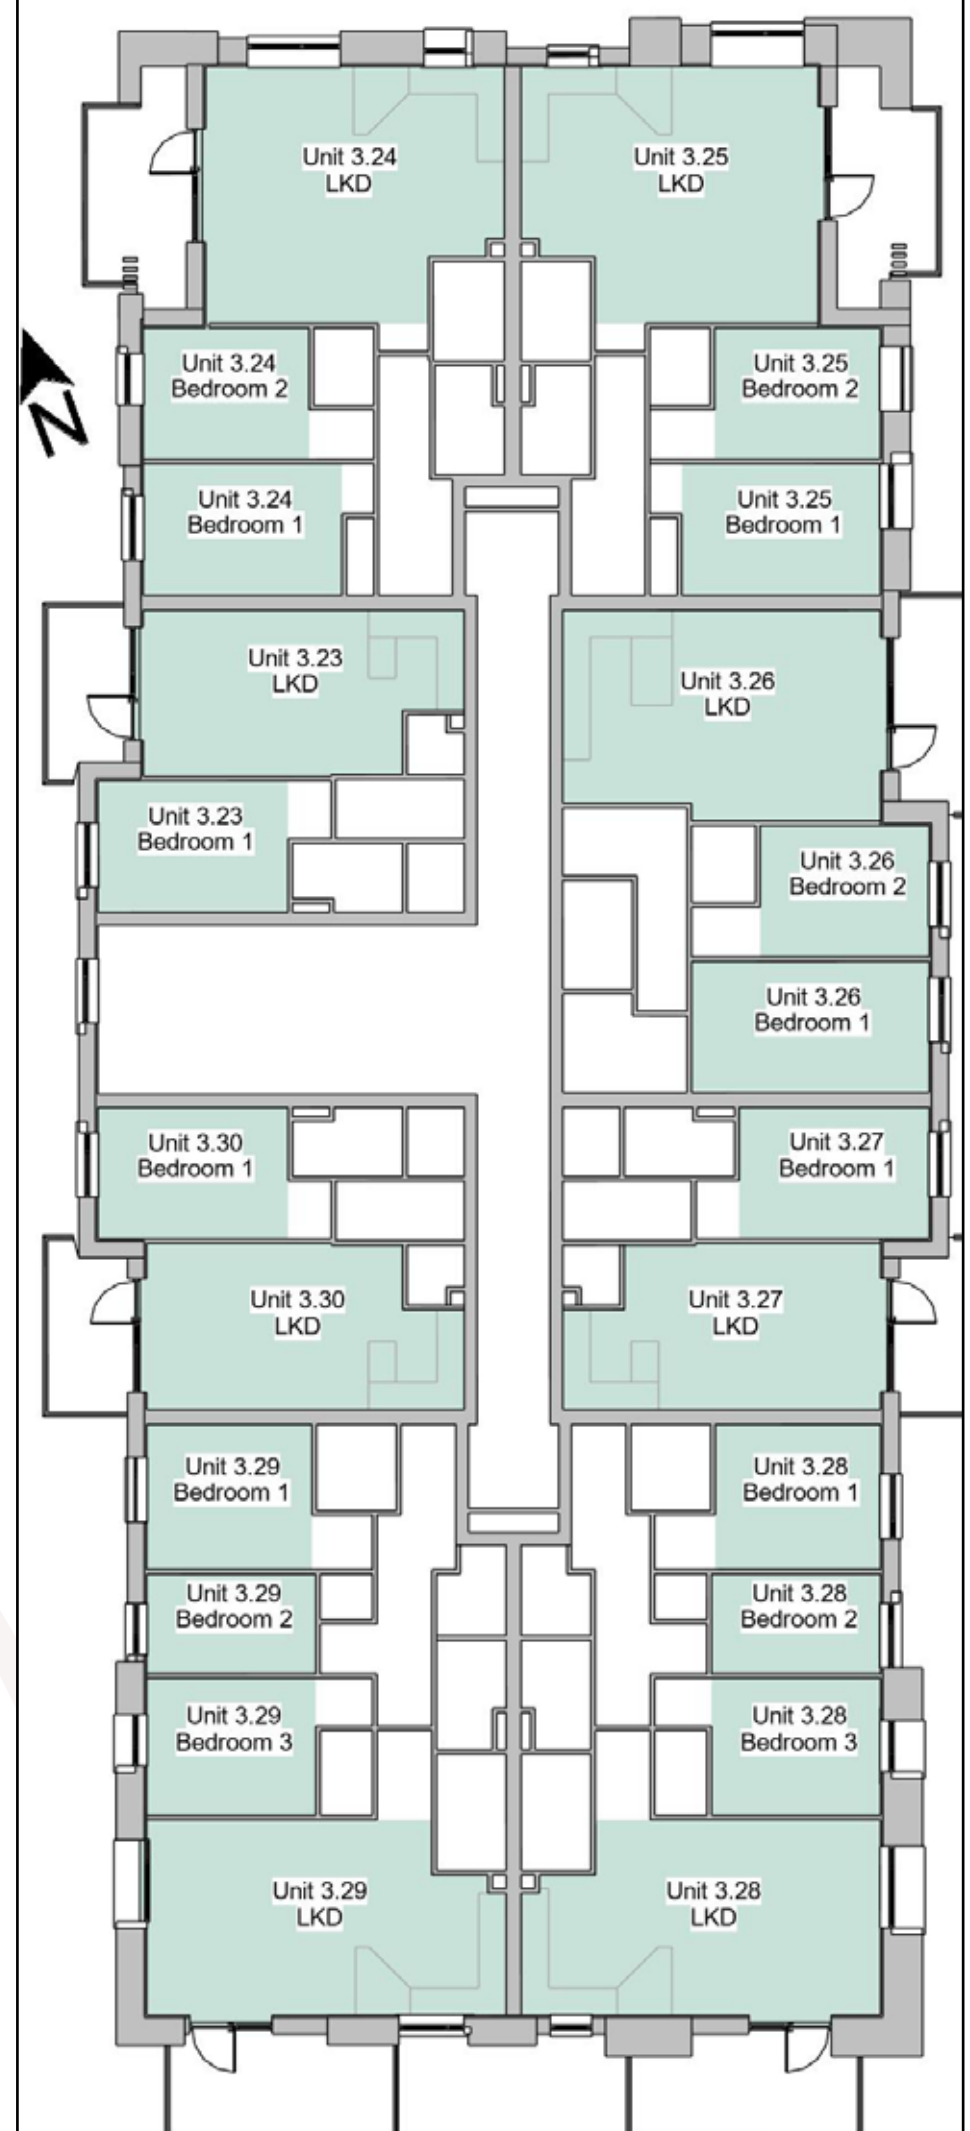 Unit 3.24
LKD
Unit 3.25
LKD
Unit 3.24
Bedroom 2
Unit 3.25
Bedroom 2
N
Unit 3.24
Bedroom 1
Unit 3.25
Bedroom 1
Unit 3.23
LKD
Unit 3.26
LKD
Unit 3.23
Bedroom 1
Unit 3.26
Bedroom 2
Unit 3.26
Bedroom 1
Unit 3.30
Bedroom 1
Unit 3.27
Bedroom 1
Unit 3.30
LKD
Unit 3.27
LKD
Unit 3.29
Bedroom 1
Unit 3.28
Bedroom 1
Unit 3.29
Bedroom 2
Unit 3.28
Bedroom 2
Unit 3.29
Bedroom 3
Unit 3.28
Bedroom 3
Unit 3.29
LKD
Unit 3.28
LKD